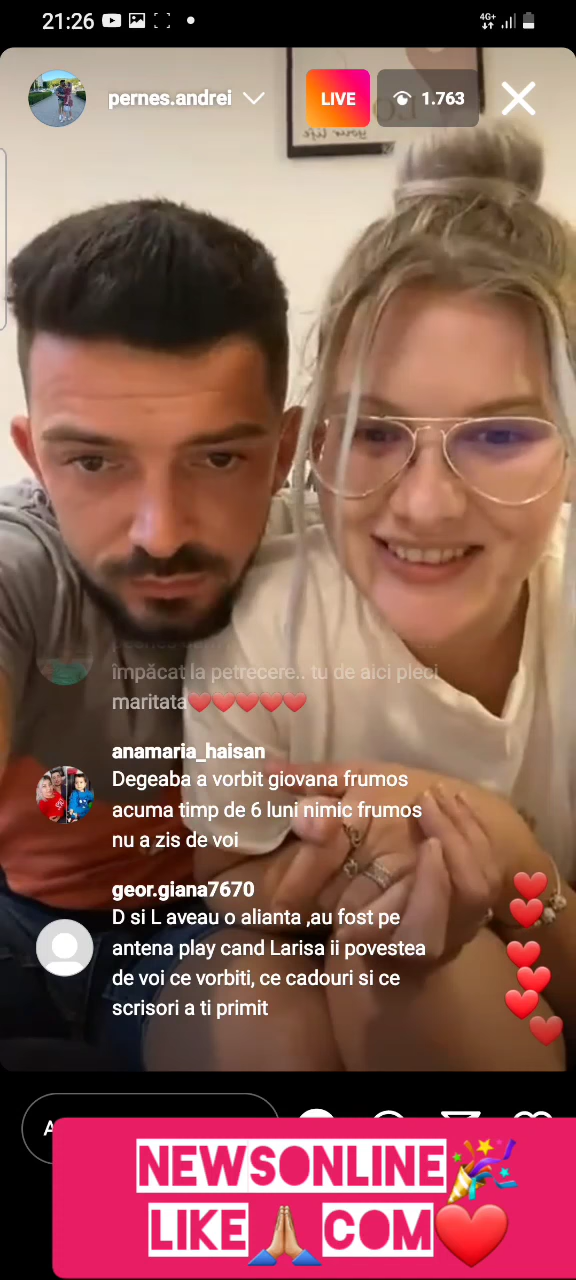 21:26
4G+
pernes.andrei
LIVE
1.763
your life
împăcat la petrecere.. tu de aici pleci
maritata❤️❤️❤️❤️❤️
anamaria_haisan
Degeaba a vorbit giovana frumos
acuma timp de 6 luni nimic frumos
nu a zis de voi
geor.giana7670
D si L aveau o alianta ,au fost pe
antena play cand Larisa ii povestea
de voi ce vorbiti, ce cadouri si ce
scrisori a ti primit
NEWSONLINE🎉
LIKE🙏🏼COM❤️